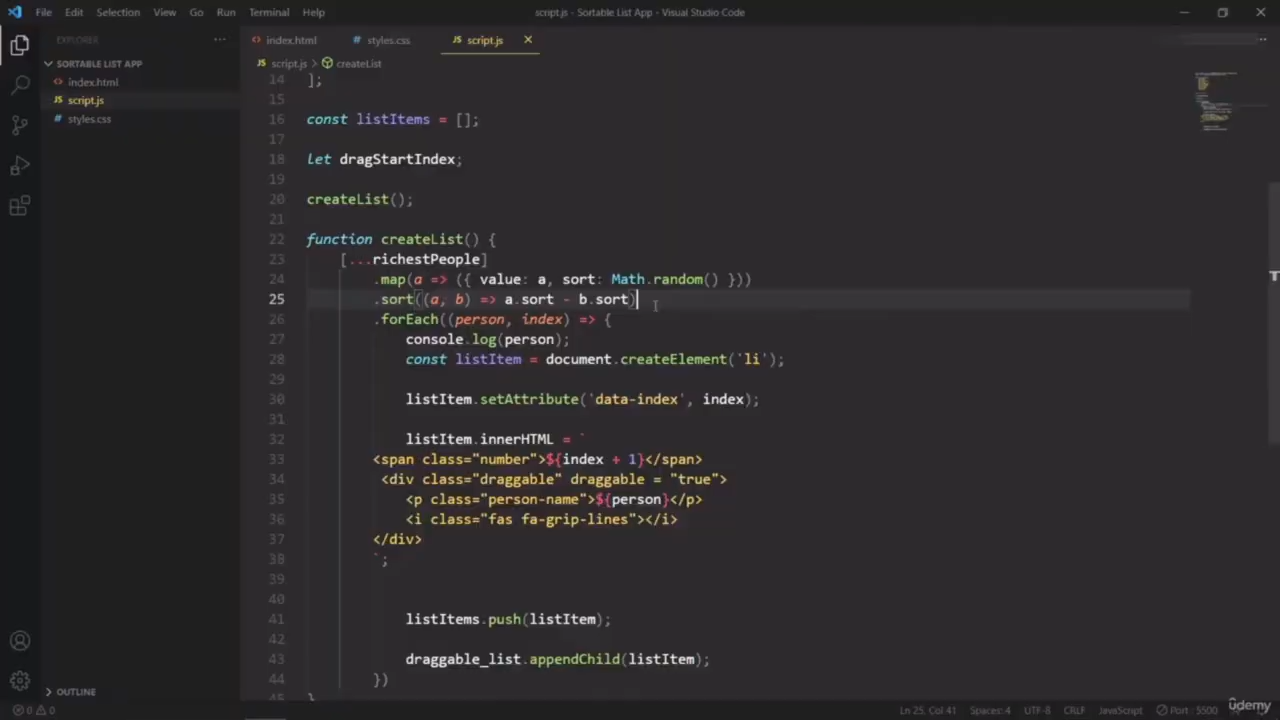 File Edit Selection View Go Run Terminal Help script.js - Sortable List App - Visual Studio Code
EXPLORER ···
SORTABLE LIST APP
index.html
JS script.js
styles.css
OUTLINE
index.html # styles.css JS script.js
JS script.js > createList
14 ];
15
16 const listItems = [];
17
18 let dragStartIndex;
19
20 createList();
21
22 function createList() {
23 [...richestPeople]
24 .map(a => ({ value: a, sort: Math.random() }))
25 .sort((a, b) => a.sort - b.sort)
26 .forEach((person, index) => {
27 console.log(person);
28 const listItem = document.createElement(`li');
29
30 listItem.setAttribute('data-index', index);
31
32 listItem.innerHTML = `
33 <span class="number">${index + 1}</span>
34 <div class="draggable" draggable = "true">
35 <p class="person-name">${person}</p>
36 <i class="fas fa-grip-lines"></i>
37 </div>
38 `;
39
40
41 listItems.push(listItem);
42
43 draggable_list.appendChild(listItem);
44 })
45 }
0 0 Ln 25, Col 41 Spaces: 4 UTF-8 CRLF JavaScript Port : 5500
udemy